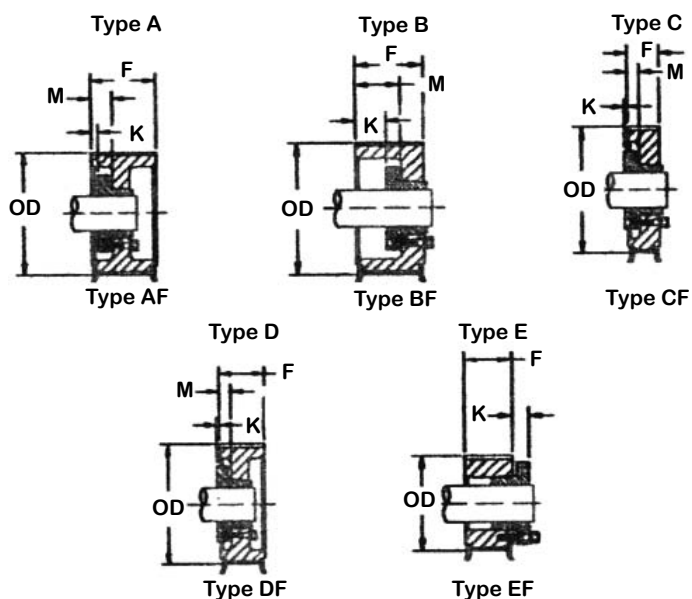 Type A
F
M
K
OD
Type AF
Type B
F
M
K
OD
Type BF
Type C
F
M
K
OD
Type CF
Type D
F
M
K
OD
Type DF
Type E
F
K
OD
Type EF